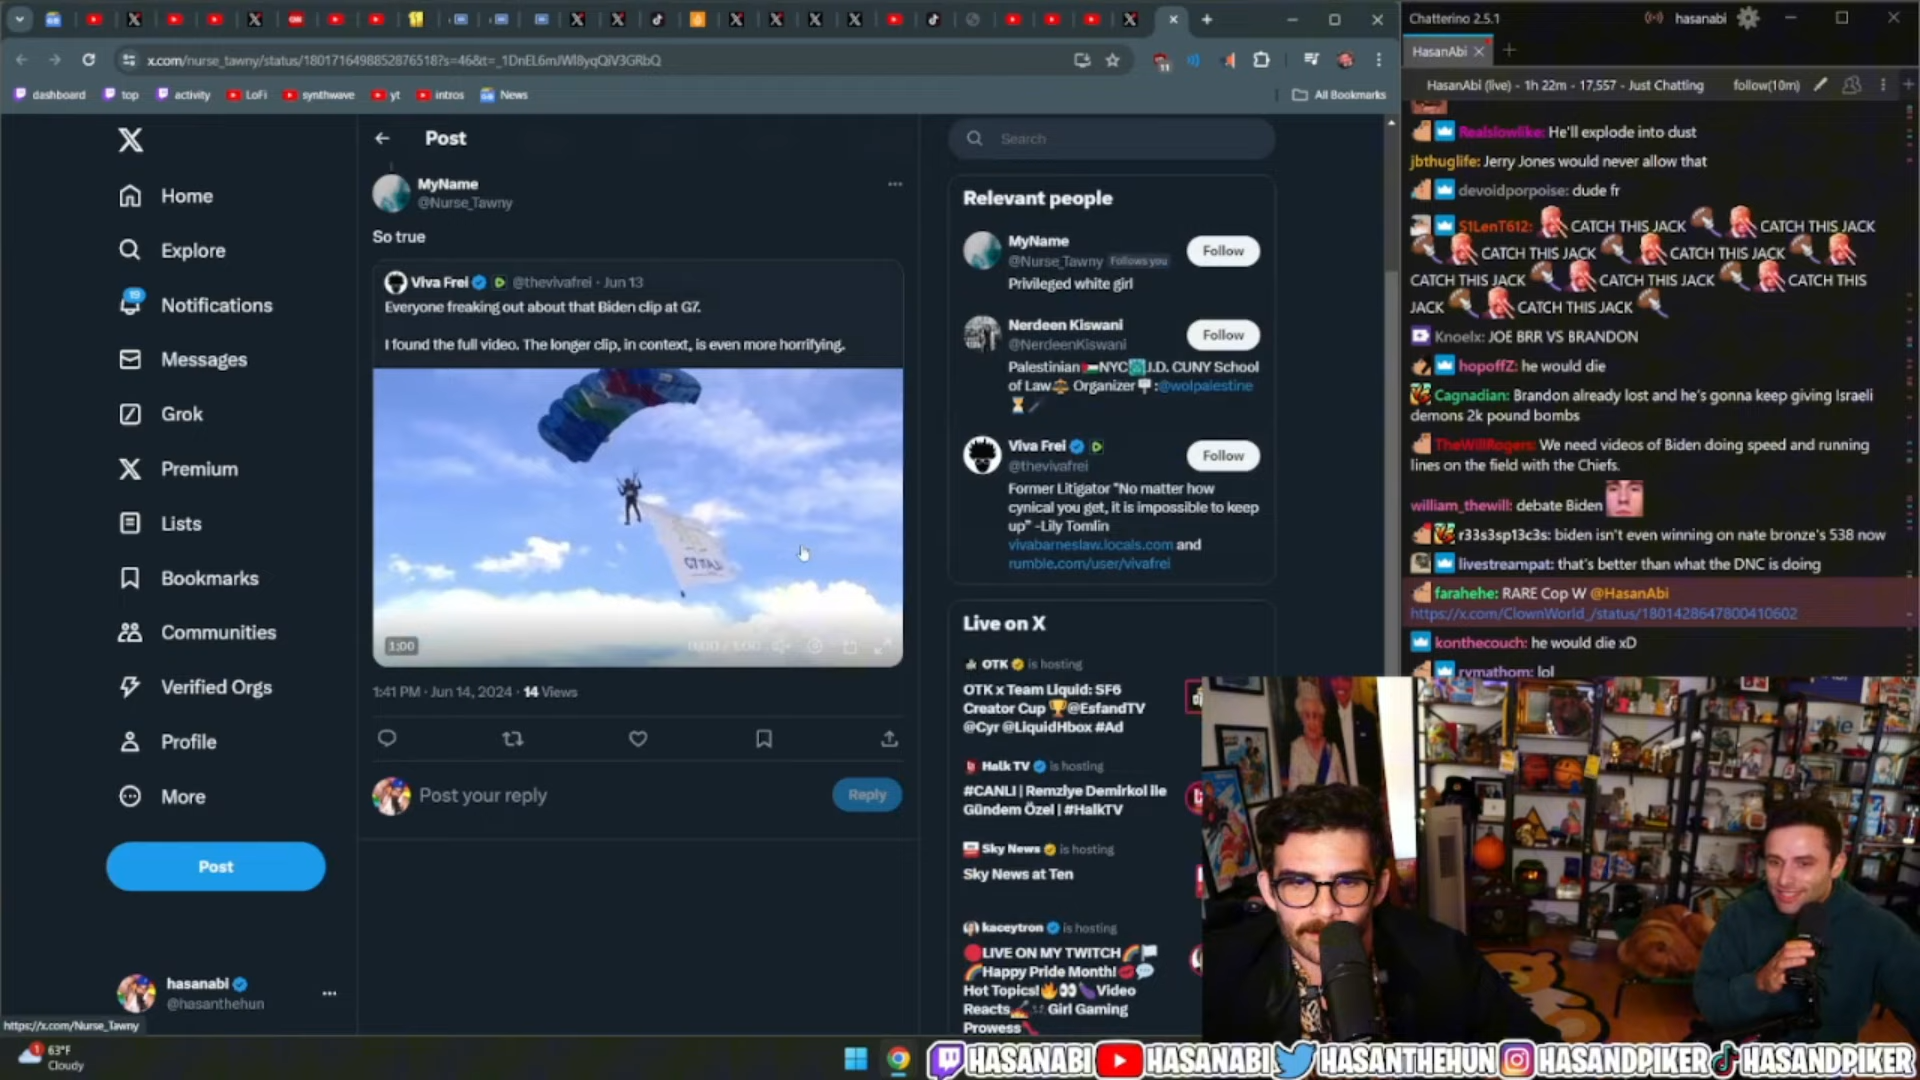 x.com/nurse_tawny/status/1801716498852876518?s=46&t=_1DnEL6mJWl8yqQiV3GRbQ
dashboard
top
activity
LoFi
synthwave
yt
intros
News
All Bookmarks
Home
Explore
19
Notifications
Messages
Grok
Premium
Lists
Bookmarks
Communities
Verified Orgs
Profile
More
Post
hasanabi
@hasanthehun
https://x.com/Nurse_Tawny
Post
MyName
@Nurse_Tawny
So true
Viva Frei @thevivafrei · Jun 13
Everyone freaking out about that Biden clip at G7.
I found the full video. The longer clip, in context, is even more horrifying.
1:00
1:41 PM · Jun 14, 2024 · 14 Views
Post your reply
Reply
Search
Relevant people
MyName
@Nurse_Tawny Follows you
Follow
Privileged white girl
Nerdeen Kiswani
@NerdeenKiswani
Follow
Palestinian NYC J.D. CUNY School
of Law Organizer :@wolpalestine
Viva Frei
@thevivafrei
Follow
Former Litigator "No matter how
cynical you get, it is impossible to keep
up" -Lily Tomlin
vivabarneslaw.locals.com and
rumble.com/user/vivafrei
Live on X
OTK is hosting
OTK x Team Liquid: SF6
Creator Cup @EsfandTV
@Cyr @LiquidHbox #Ad
Halk TV is hosting
#CANLI | Remziye Demirkol ile
Gündem Özel | #HalkTV
Sky News is hosting
Sky News at Ten
kaceytron is hosting
LIVE ON MY TWITCH
Happy Pride Month!
Hot Topics! Video
Reacts Girl Gaming
Prowess
Chatterino 2.5.1
hasanabi
HasanAbi
HasanAbi (live) - 1h 22m - 17,557 - Just Chatting
follow(10m)
Realslowlike: He'll explode into dust
jbthuglife: Jerry Jones would never allow that
devoidporpoise: dude fr
S1LenT612: CATCH THIS JACK CATCH THIS JACK
CATCH THIS JACK CATCH THIS JACK
CATCH THIS JACK CATCH THIS JACK CATCH THIS
JACK CATCH THIS JACK
Knoelx: JOE BRR VS BRANDON
hopoffZ: he would die
Cagnadian: Brandon already lost and he's gonna keep giving Israeli
demons 2k pound bombs
TheWillRogers: We need videos of Biden doing speed and running
lines on the field with the Chiefs.
william_thewill: debate Biden
r33s3sp13c3s: biden isn't even winning on nate bronze's 538 now
livestreampat: that's better than what the DNC is doing
farahehe: RARE Cop W @HasanAbi
https://x.com/ClownWorld_/status/1801428647800410602
konthecouch: he would die xD
rymathom: lol
1
63°F
Cloudy
HASANABI
HASANABI
HASANTHEHUN
HASANDPIKER
HASANDPIKER